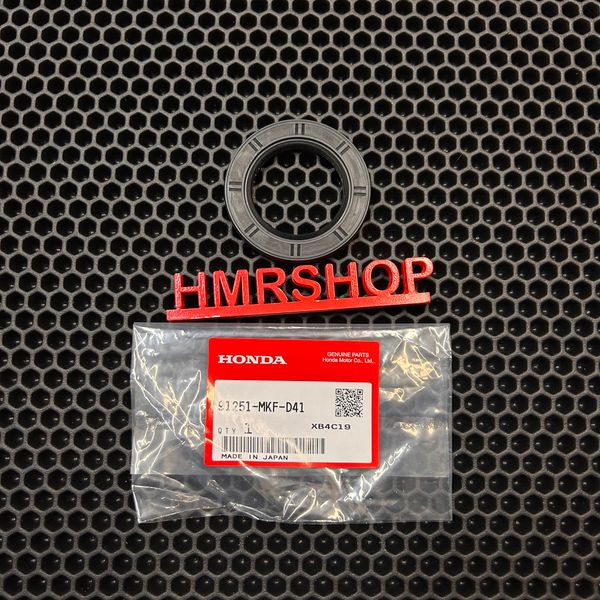 HMRSHOP
HONDA
GENUINE PARTS
Honda Motor Co., Ltd.
91251-MKF-D41
QTY 1
XB4C19
MADE IN JAPAN